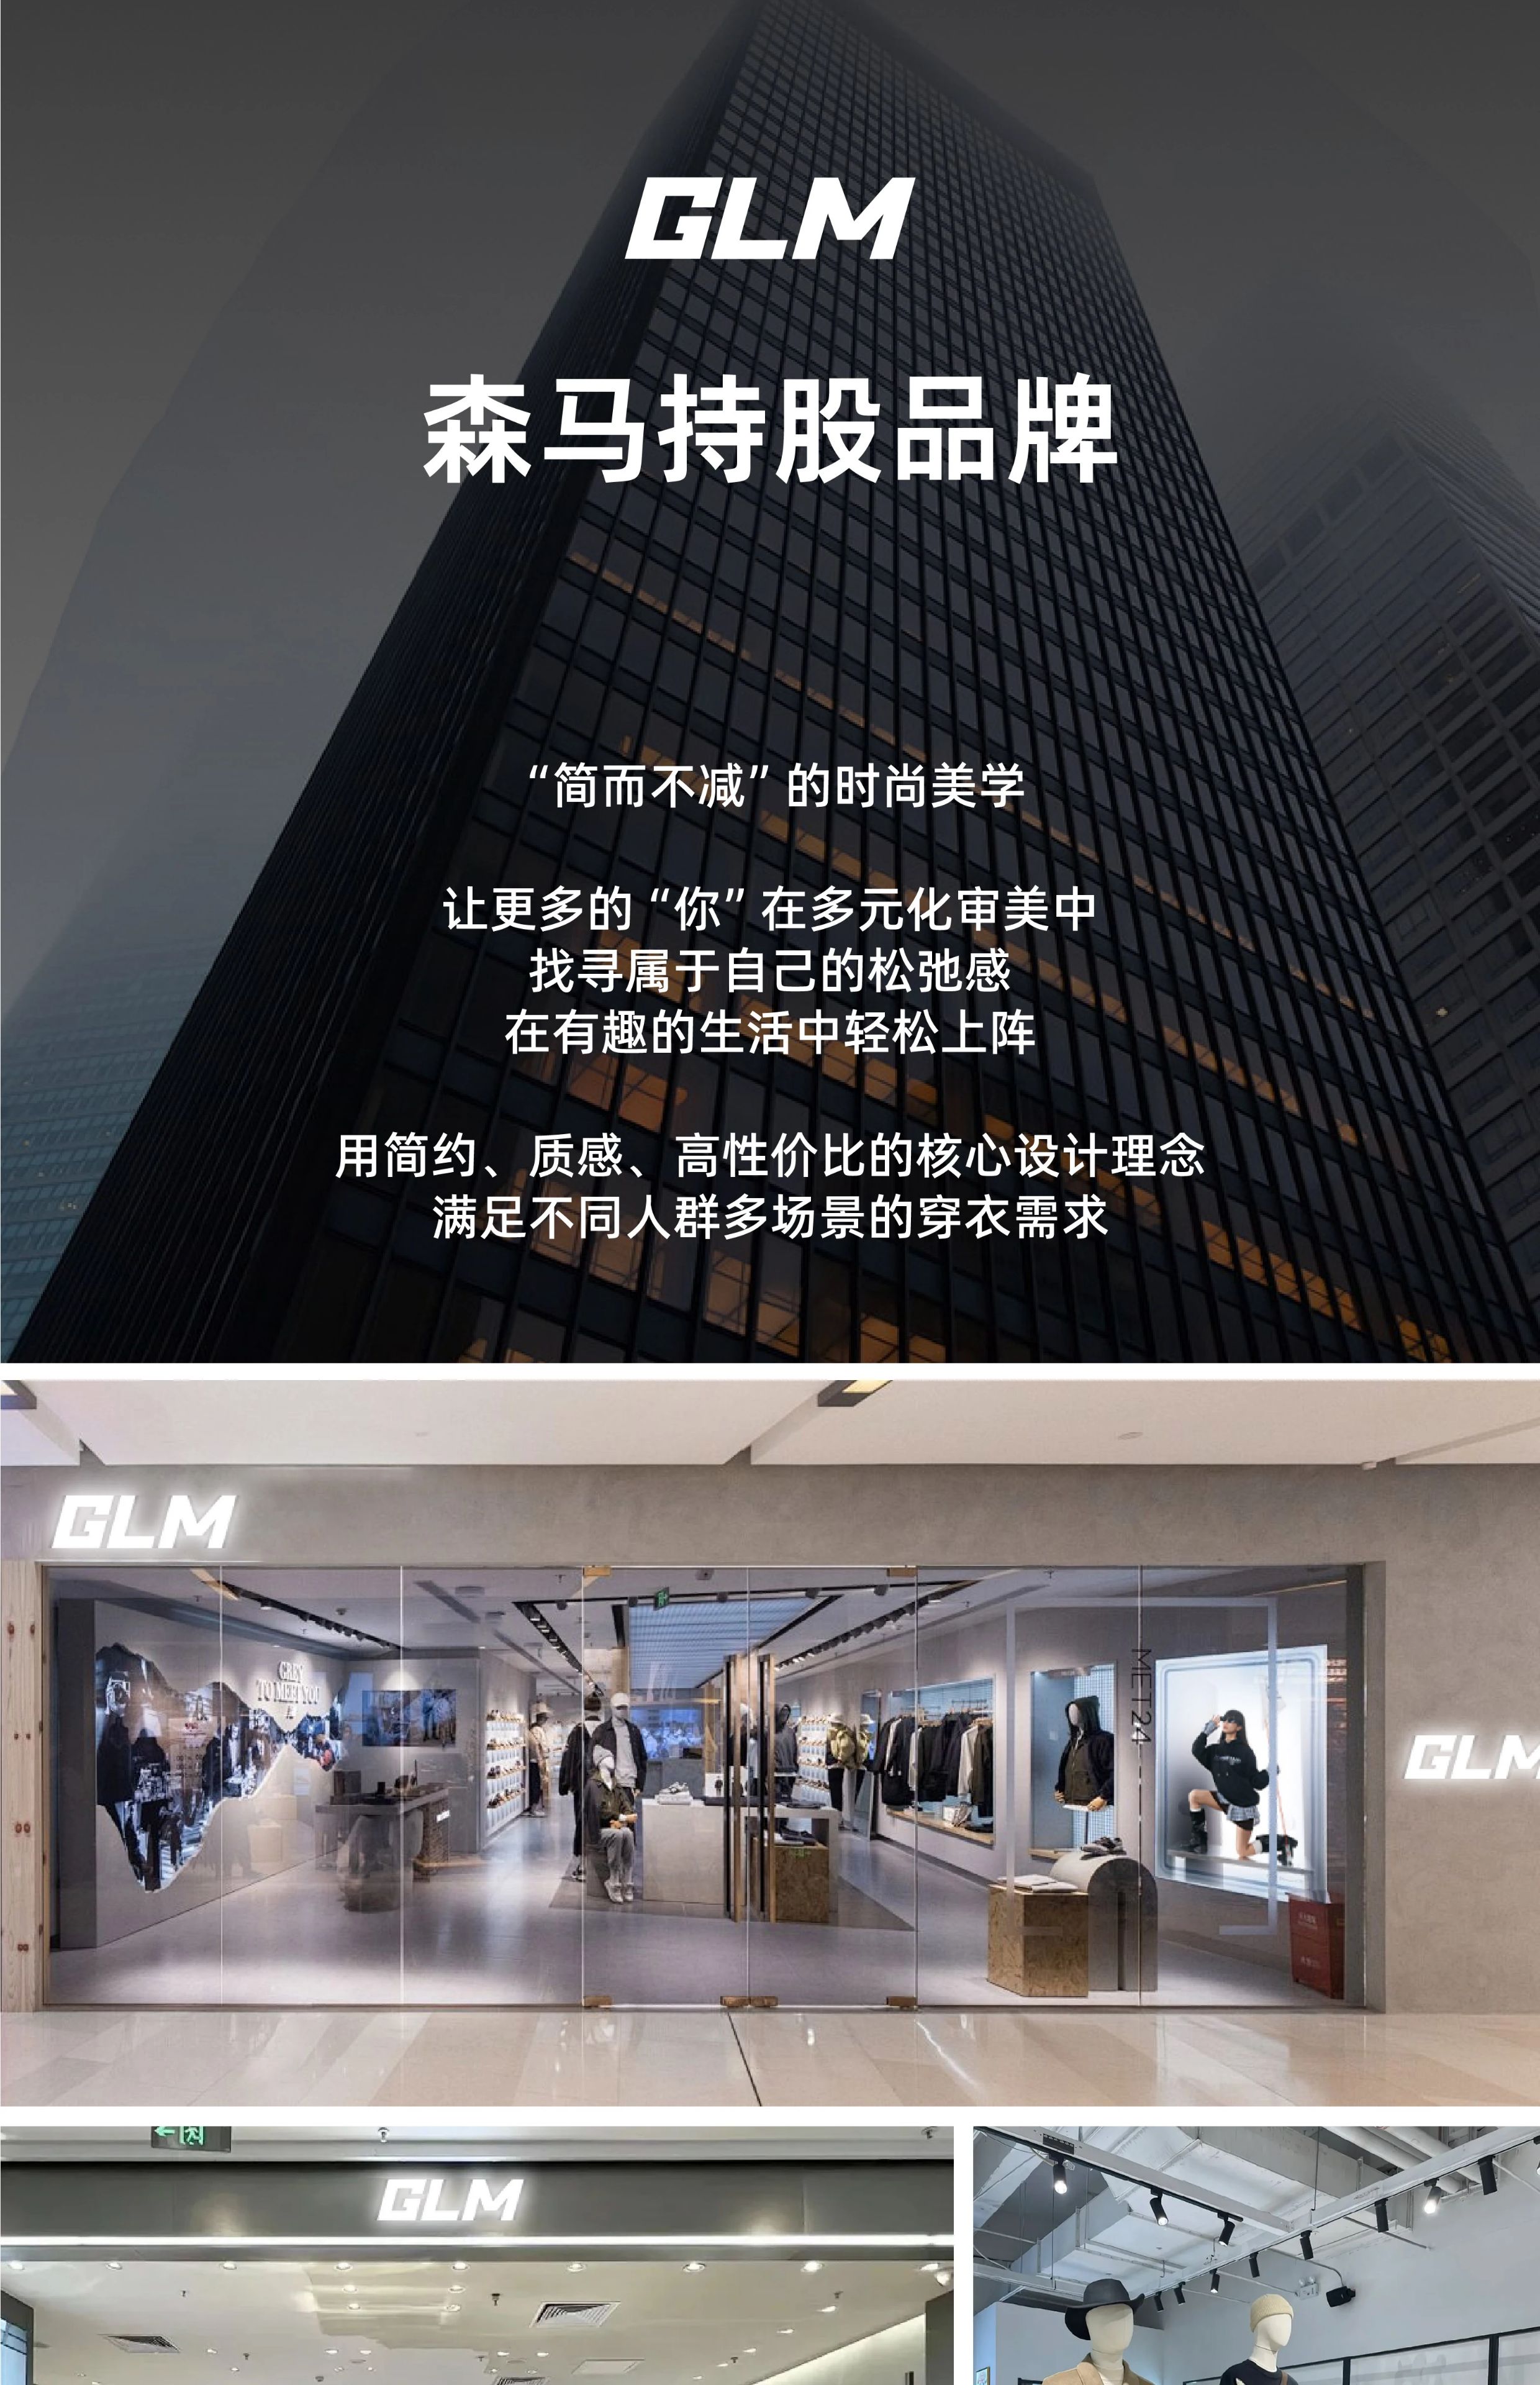 GLM
森马持股品牌
“简而不减”的时尚美学
让更多的“你”在多元化审美中
找寻属于自己的松弛感
在有趣的生活中轻松上阵
用简约、质感、高性价比的核心设计理念
满足不同人群多场景的穿衣需求
GLM
GREY
TO MEET YOU
MET24
GLM
GLM